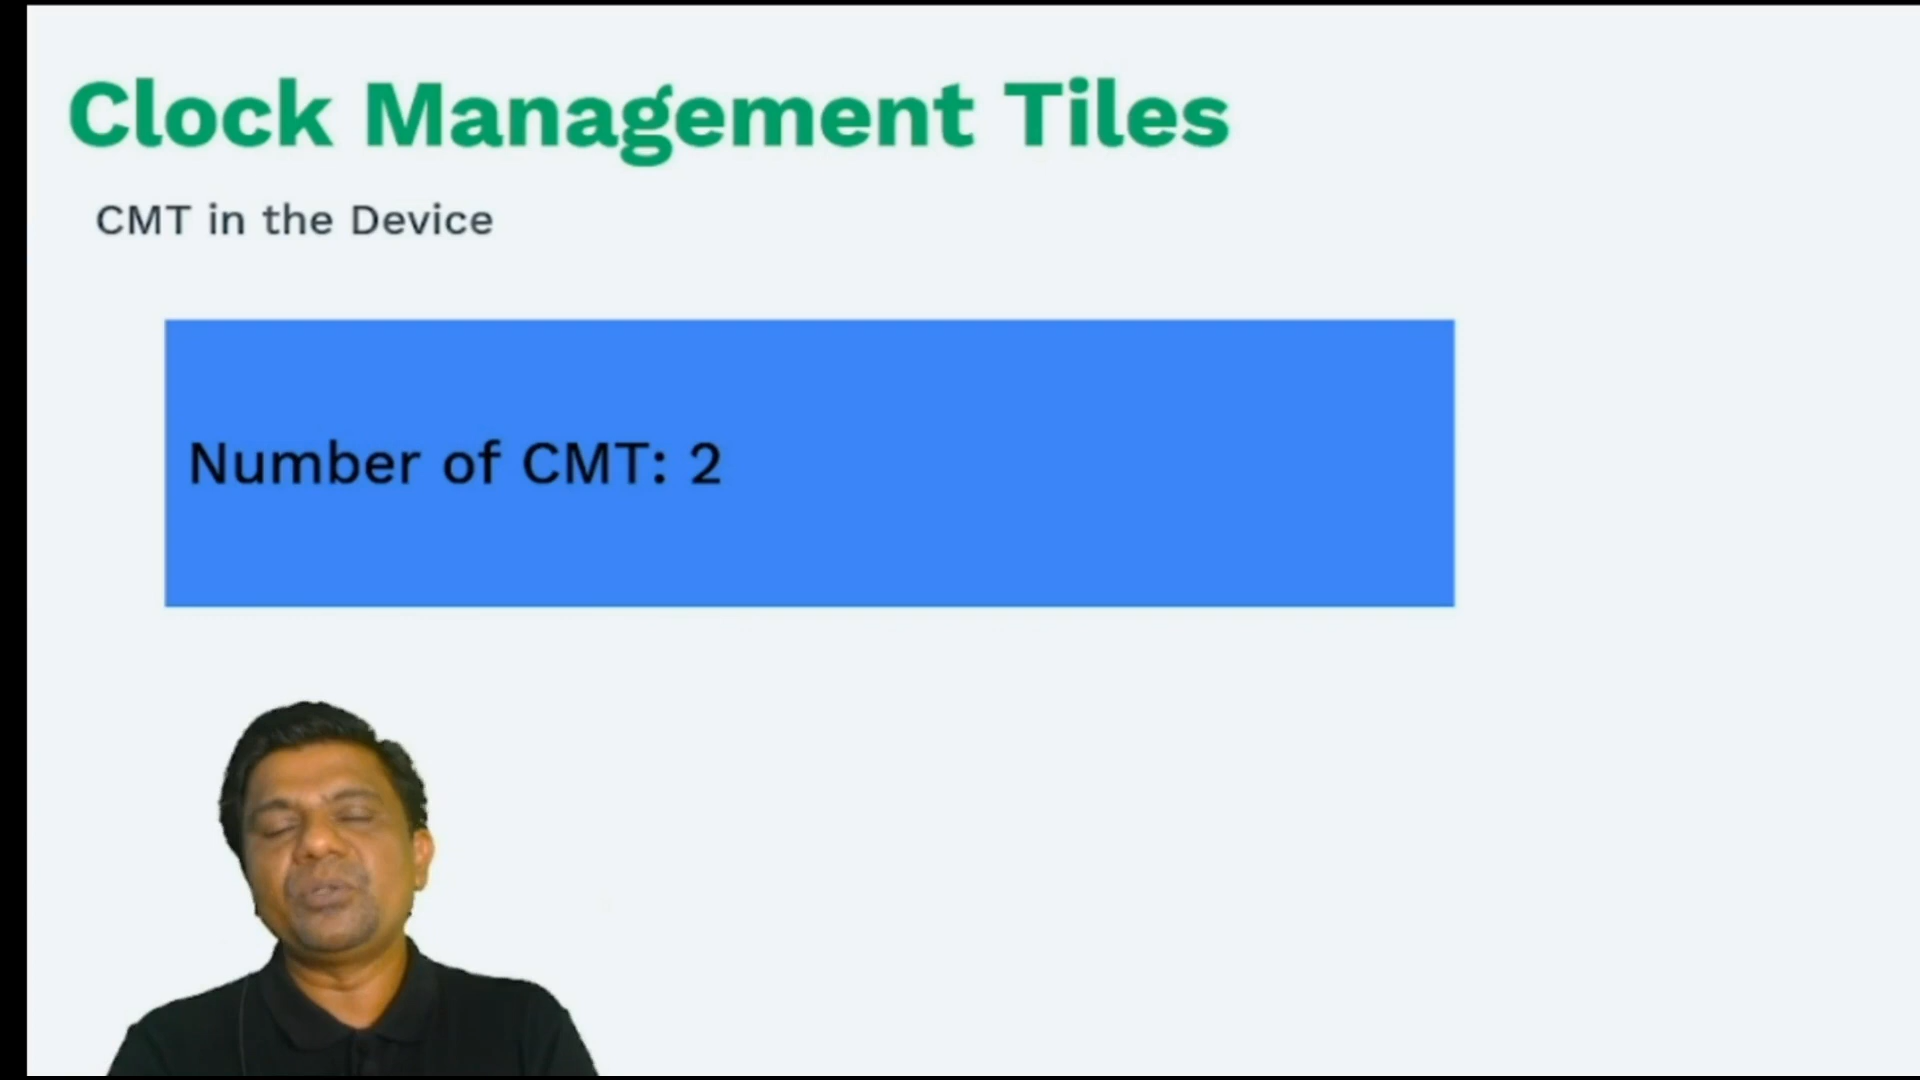 Clock Management Tiles
CMT in the Device
Number of CMT: 2